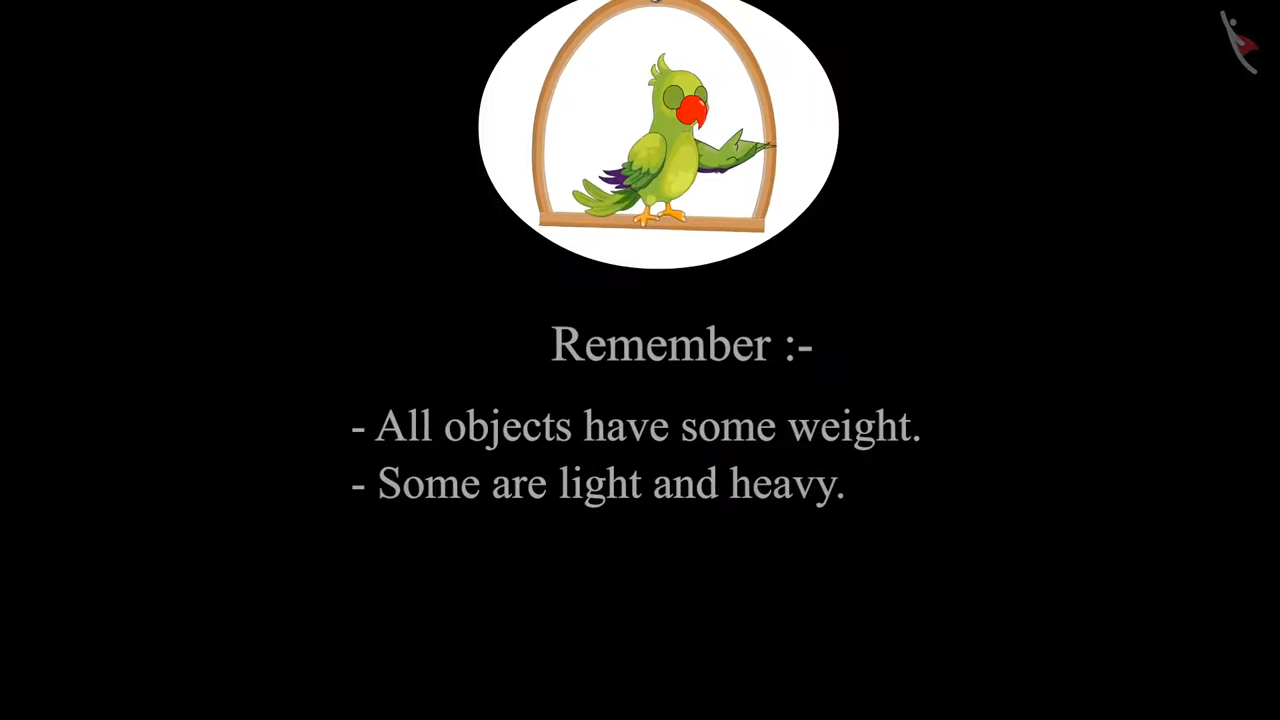 Remember :-
- All objects have some weight.
- Some are light and heavy.